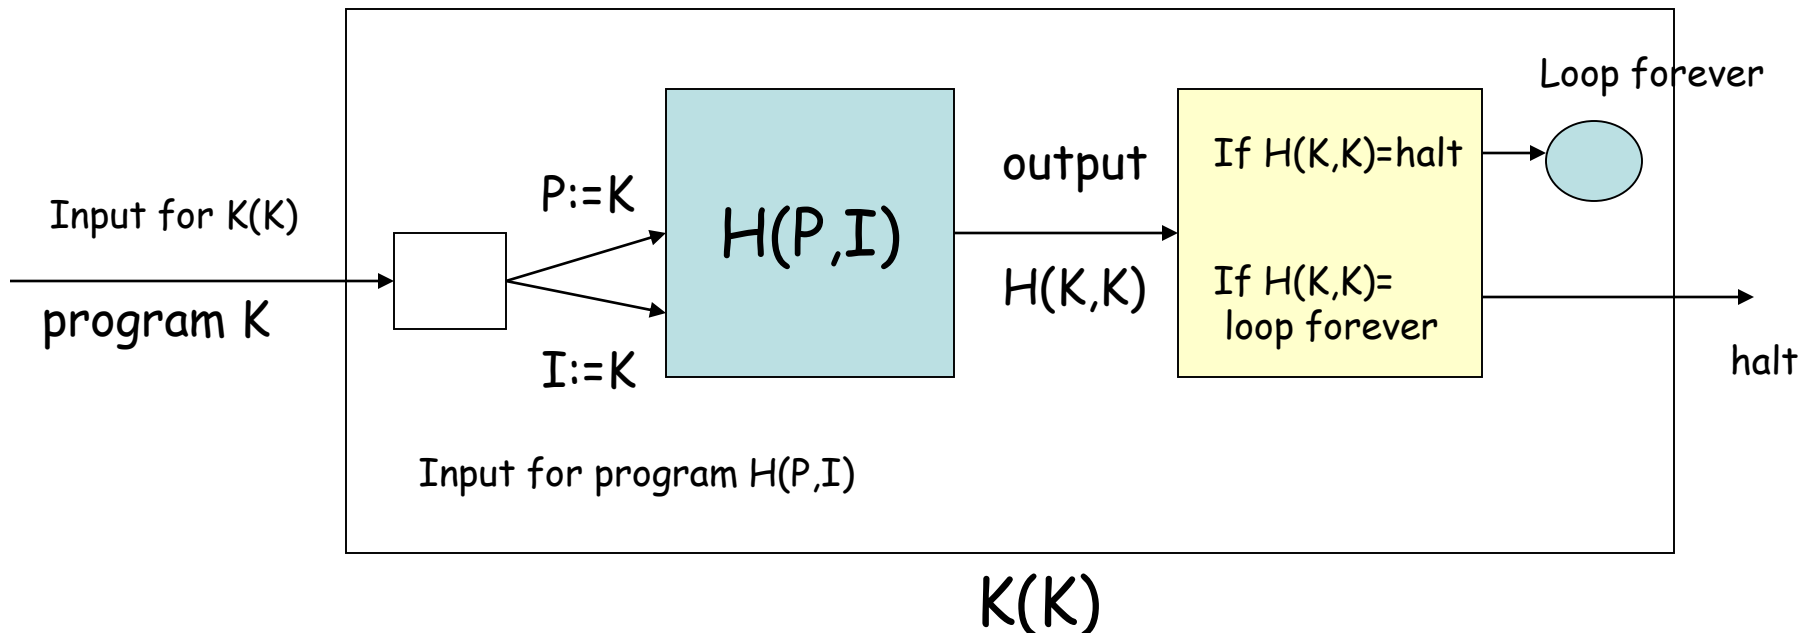 Loop forever
If H(K,K)=halt
output
P:=K
Input for K(K)
H(P,I)
program K
H(K,K)
If H(K,K)=
loop forever
halt
I:=K
Input for program H(P,I)
K(K)